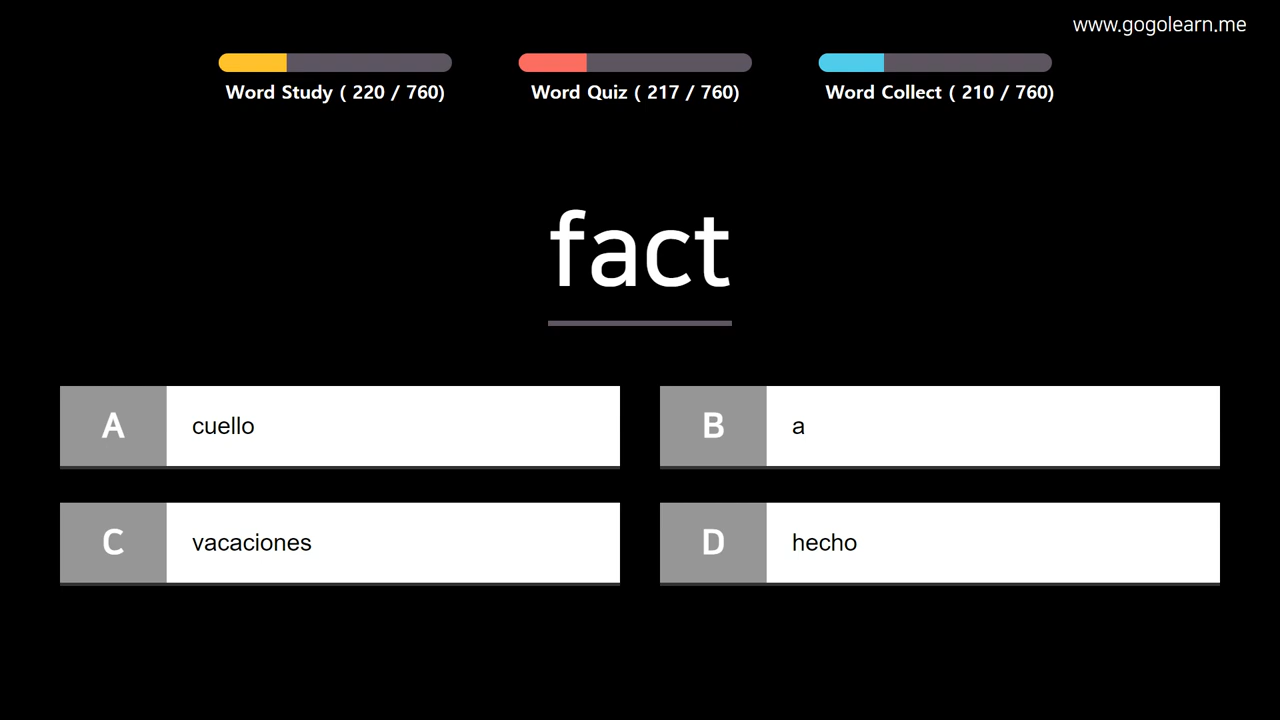 www.gogolearn.me
Word Study ( 220 / 760)
Word Quiz ( 217 / 760)
Word Collect ( 210 / 760)
fact
A cuello
B a
C vacaciones
D hecho